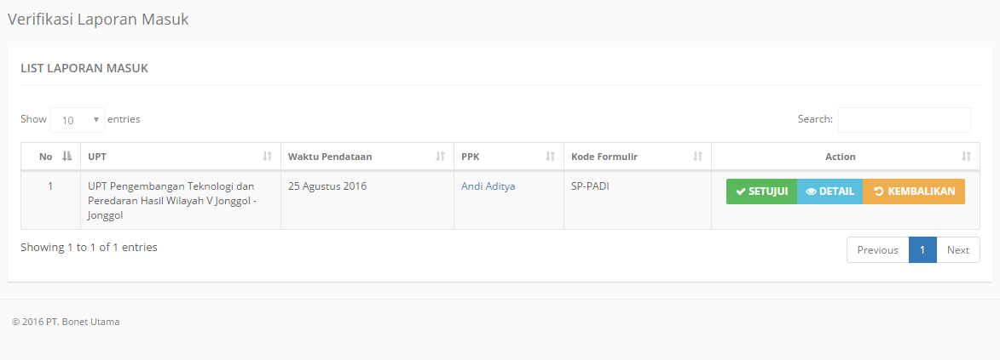 Verifikasi Laporan Masuk
LIST LAPORAN MASUK
Show 10 entries Search:
No UPT Waktu Pendataan PPK Kode Formulir Action
1 UPT Pengembangan Teknologi dan 25 Agustus 2016 Andi Aditya SP-PADI SETUJUI DETAIL KEMBALIKAN
Peredaran Hasil Wilayah V Jonggol -
Jonggol
Showing 1 to 1 of 1 entries Previous 1 Next
© 2016 PT. Bonet Utama